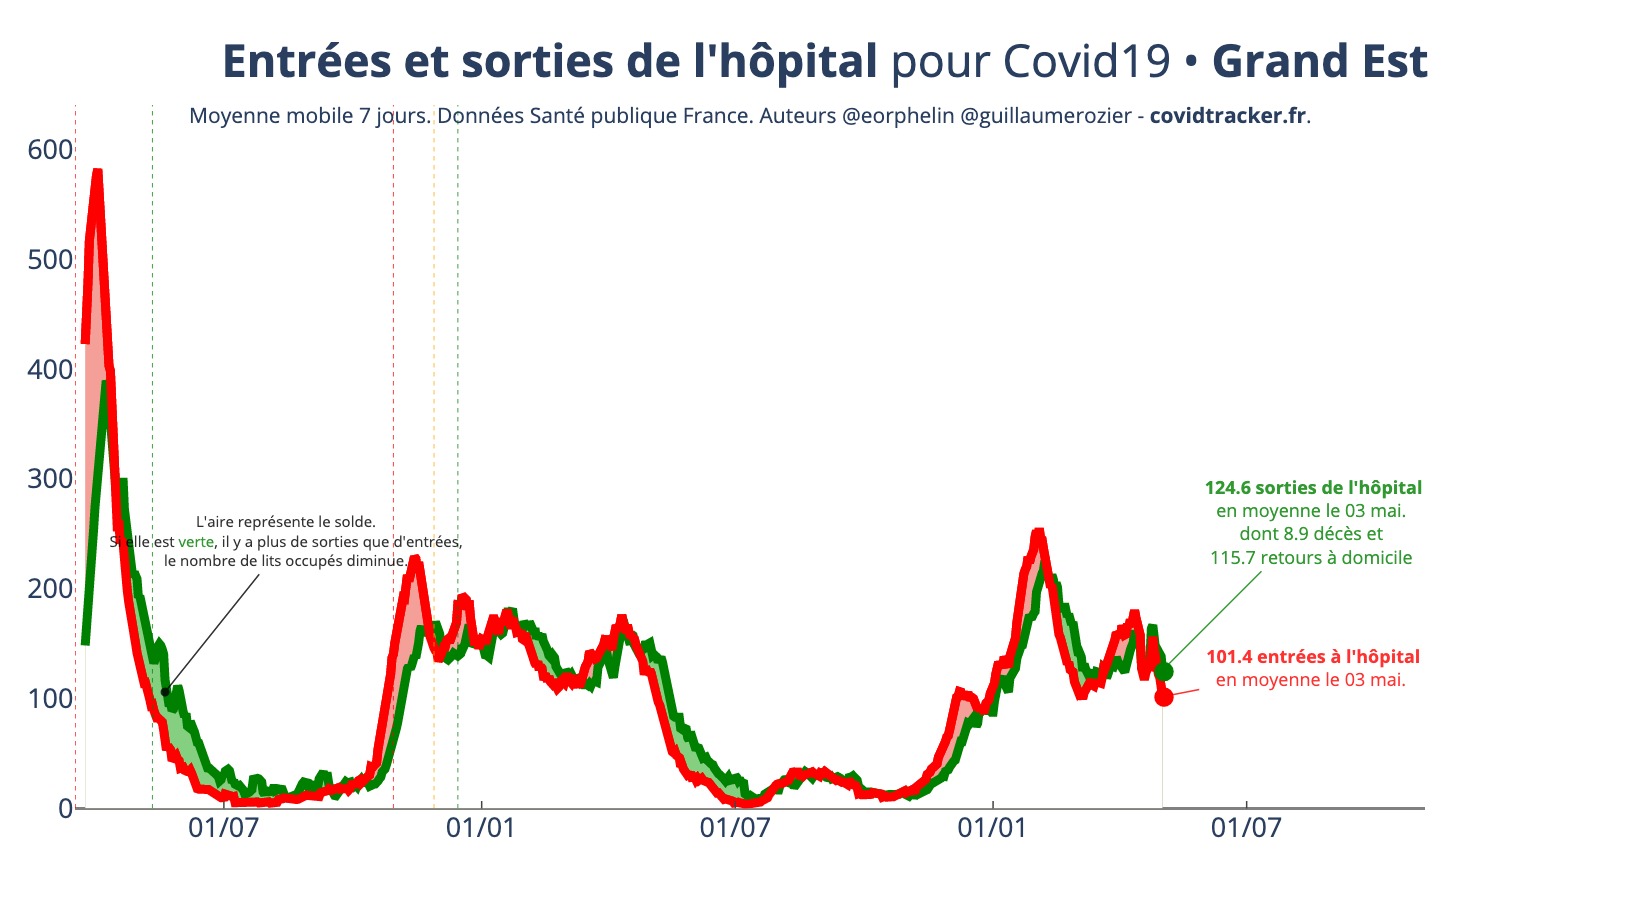 Entrées et sorties de l'hôpital pour Covid19 • Grand Est
Moyenne mobile 7 jours. Données Santé publique France. Auteurs @eorphelin @guillaumerozier - covidtracker.fr.
600
500
400
300
200
100
0
L'aire représente le solde.
Si elle est verte, il y a plus de sorties que d'entrées,
le nombre de lits occupés diminue.
124.6 sorties de l'hôpital
en moyenne le 03 mai.
dont 8.9 décès et
115.7 retours à domicile
101.4 entrées à l'hôpital
en moyenne le 03 mai.
01/07 01/01 01/07 01/01 01/07